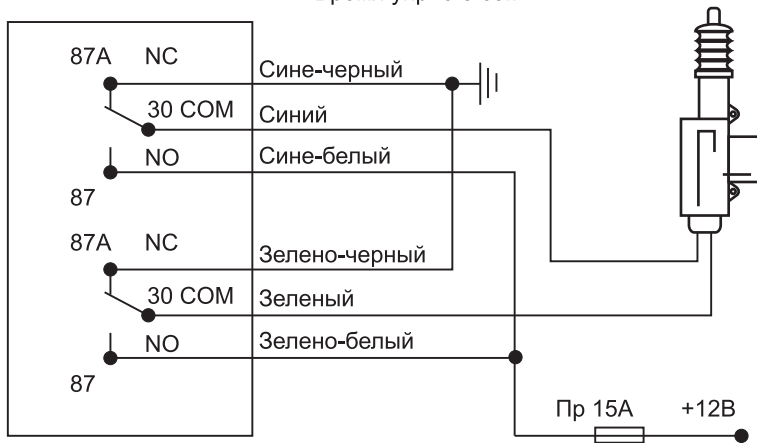 87A NC
Сине-черный
30 COM
Синий
NO
Сине-белый
87
87A NC
Зелено-черный
30 COM
Зеленый
NO
Зелено-белый
87
Пр 15А
+12В